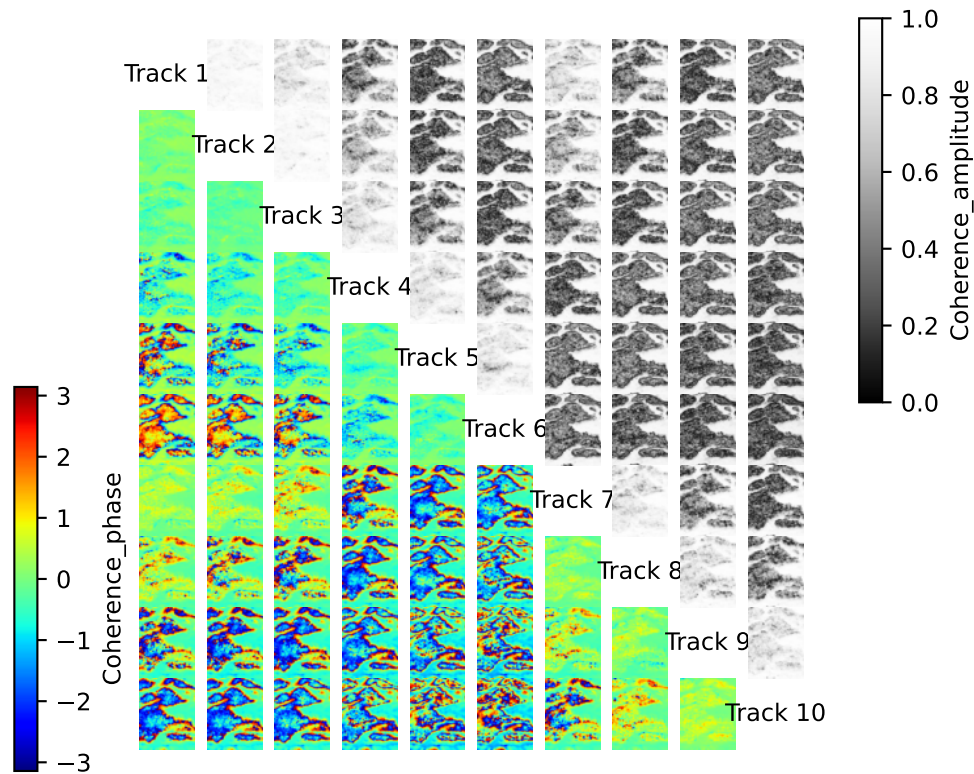 Track 1
Track 2
Track 3
Track 4
Track 5
Track 6
Track 7
Track 8
Track 9
Track 10
1.0
0.8
0.6
0.4
0.2
0.0
Coherence_amplitude
3
2
1
0
−1
−2
−3
Coherence_phase